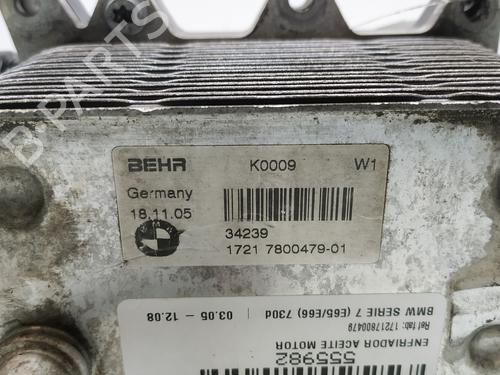 BEHR K0009 W1
Germany
18.11.05
BMW
34239
1721 7800479-01
555982
ENFRIADOR ACEITE MOTOR
Ref fab: 17217800479
BMW SERIE 7 (E65/E66) 730d | 03.05 - 12.08
B-PARTS